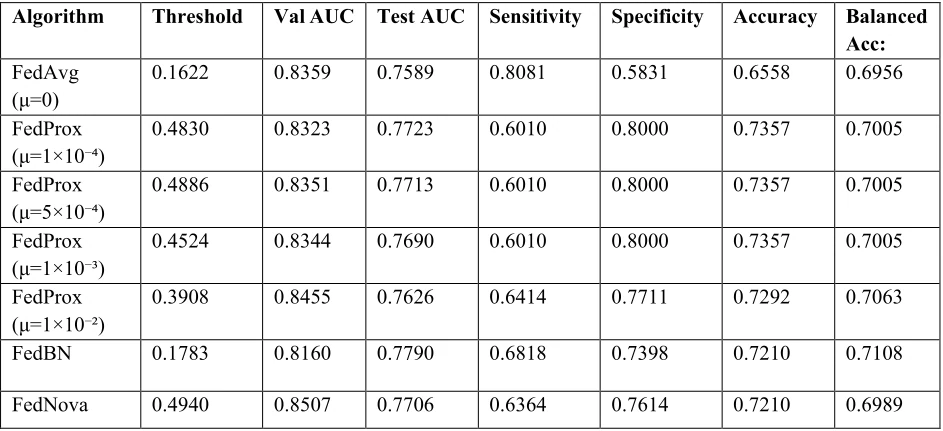 Algorithm Threshold Val AUC Test AUC Sensitivity Specificity Accuracy Balanced
Acc:
FedAvg 0.1622 0.8359 0.7589 0.8081 0.5831 0.6558 0.6956
(μ=0)
FedProx 0.4830 0.8323 0.7723 0.6010 0.8000 0.7357 0.7005
(μ=1×10⁻⁴)
FedProx 0.4886 0.8351 0.7713 0.6010 0.8000 0.7357 0.7005
(μ=5×10⁻⁴)
FedProx 0.4524 0.8344 0.7690 0.6010 0.8000 0.7357 0.7005
(μ=1×10⁻³)
FedProx 0.3908 0.8455 0.7626 0.6414 0.7711 0.7292 0.7063
(μ=1×10⁻²)
FedBN 0.1783 0.8160 0.7790 0.6818 0.7398 0.7210 0.7108
FedNova 0.4940 0.8507 0.7706 0.6364 0.7614 0.7210 0.6989